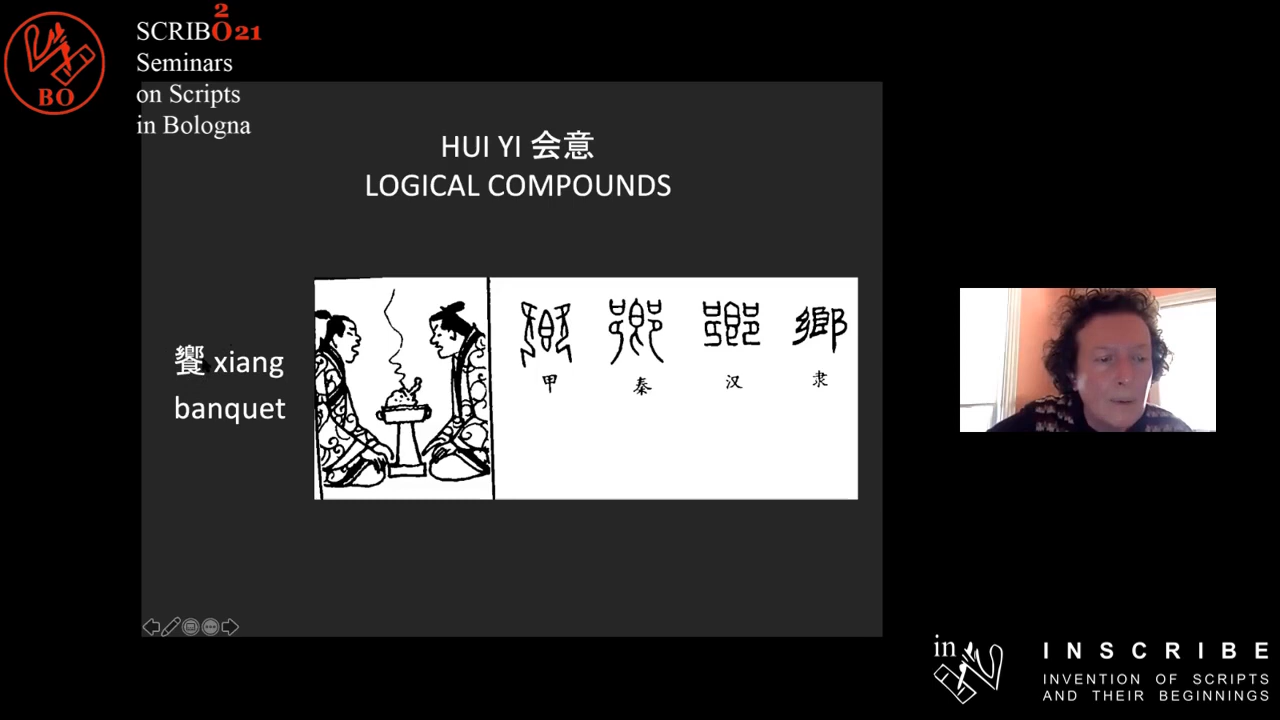 SCRIBO2021
Seminars
on Scripts
in Bologna
BO
HUI YI 会意
LOGICAL COMPOUNDS
饗 xiang
banquet
鄉
甲 秦 汉 隶
in
INSCRIBE
INVENTION OF SCRIPTS
AND THEIR BEGINNINGS